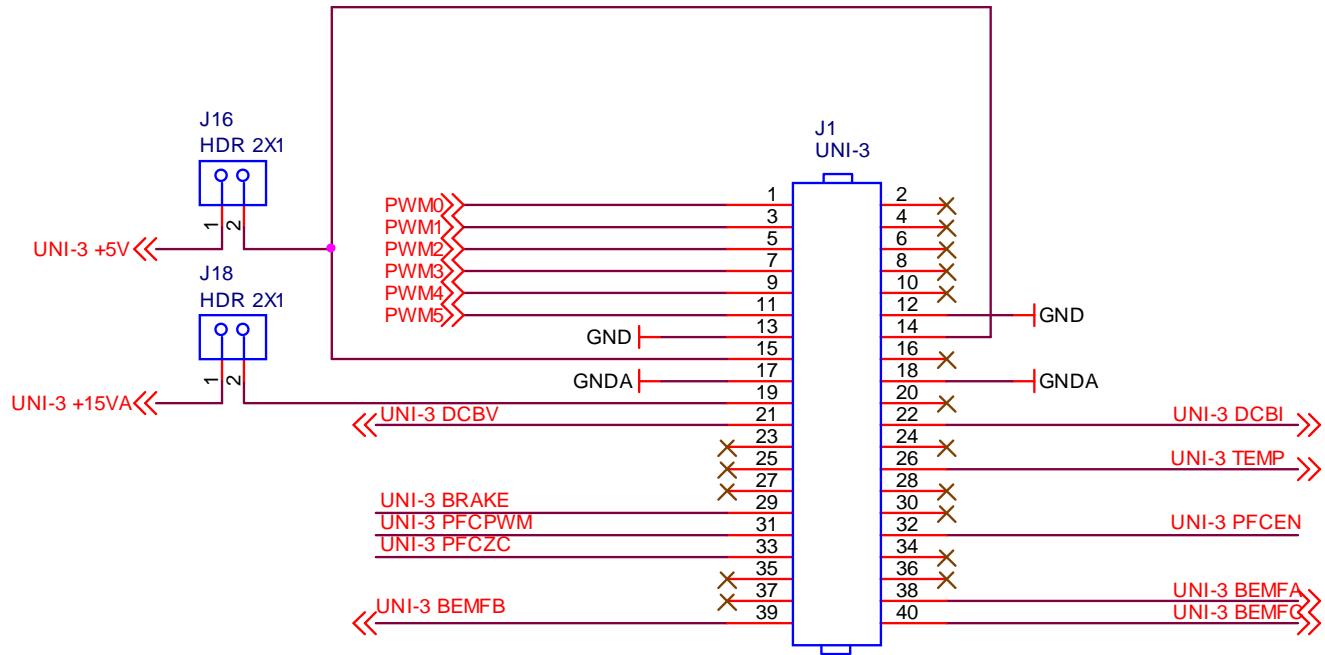 J16
HDR 2X1
1 2
UNI-3 +5V
J18
HDR 2X1
1 2
UNI-3 +15VA
J1
UNI-3
PWM0 1 2
PWM1 3 4
PWM2 5 6
PWM3 7 8
PWM4 9 10
PWM5 11 12 GND
GND 13 14
15 16
GNDA 17 18 GNDA
19 20
UNI-3 DCBV 21 22 UNI-3 DCBI
23 24
25 26 UNI-3 TEMP
27 28
UNI-3 BRAKE 29 30
UNI-3 PFCPWM 31 32 UNI-3 PFCEN
UNI-3 PFCZC 33 34
35 36
37 38 UNI-3 BEMFA
UNI-3 BEMFB 39 40 UNI-3 BEMFC